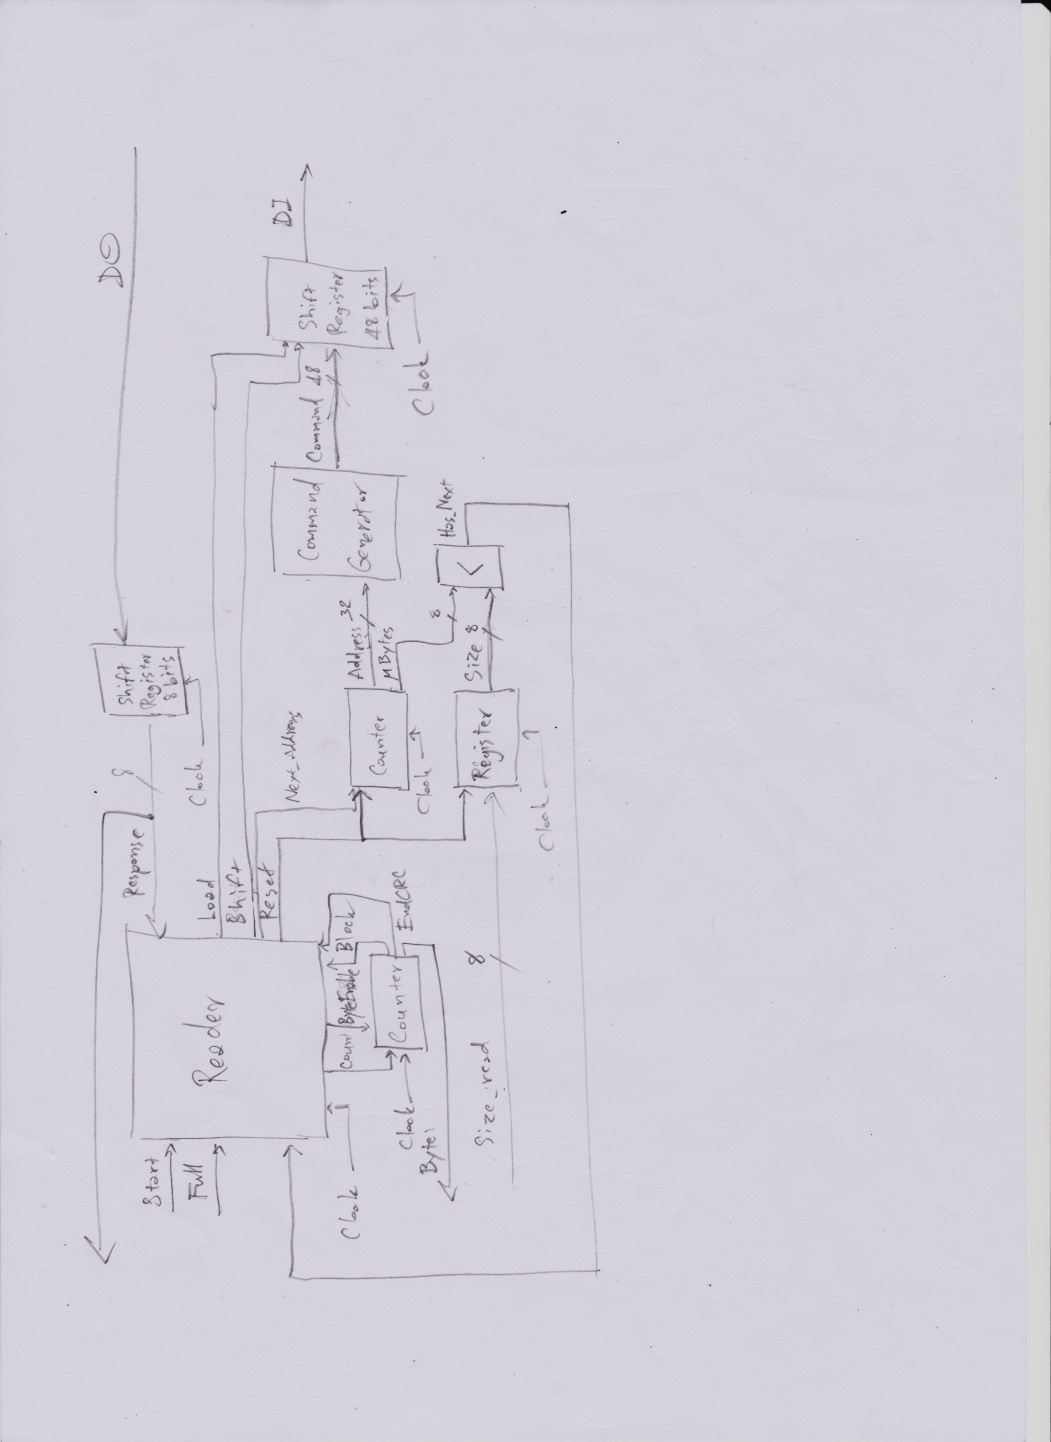 DO
DI
Shift
Register
8 bits
8
Clock
Response
Shift
Register
48 bits
Clock
Command 48
Command
Generator
Load
Shift
Reset
Next_Address
Address 32
Counter
Clock
8
<
Has_Next
Size 8
Register
Clock
Reader
Start
Full
Clock
Count
ByteEnable
Block
Counter
EndCRC
Clock
Size_read
8